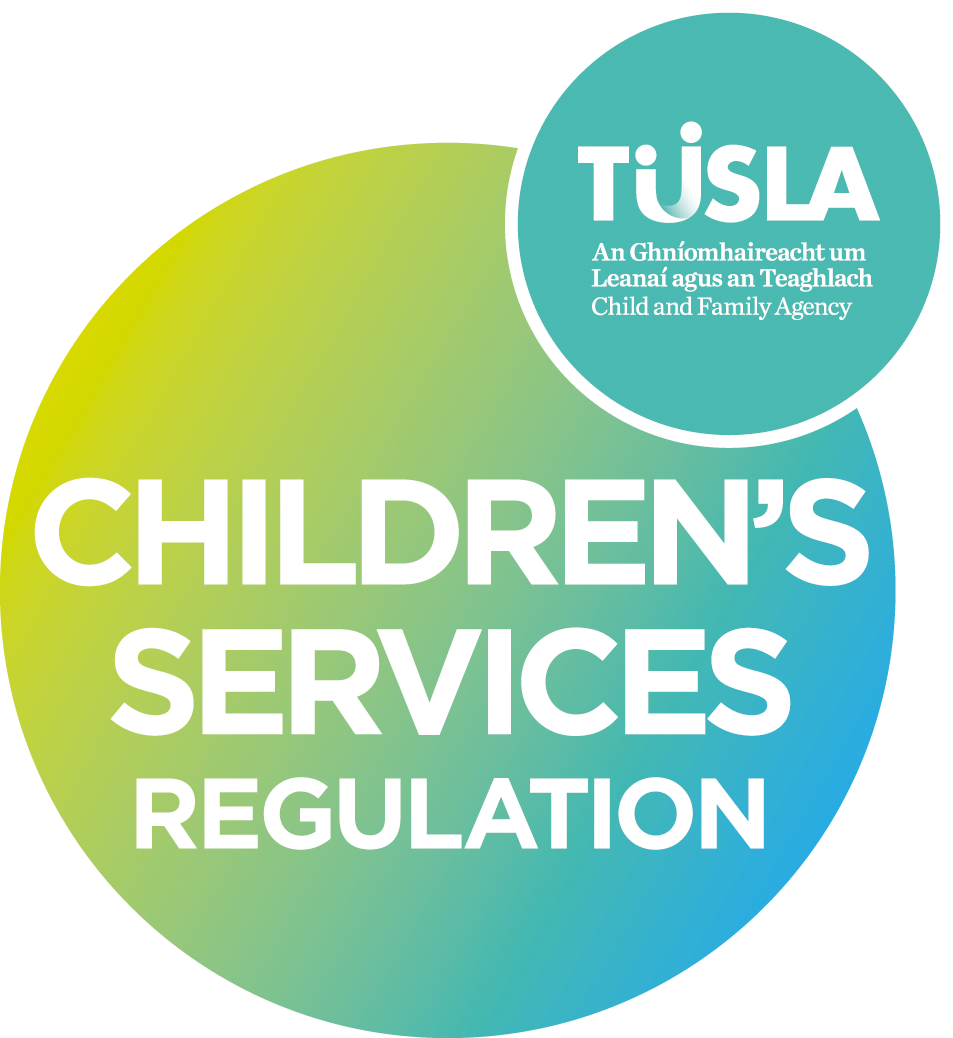 TUSLA
An Ghníomhaireacht um
Leanaí agus an Teaghlach
Child and Family Agency
CHILDREN’S
SERVICES
REGULATION